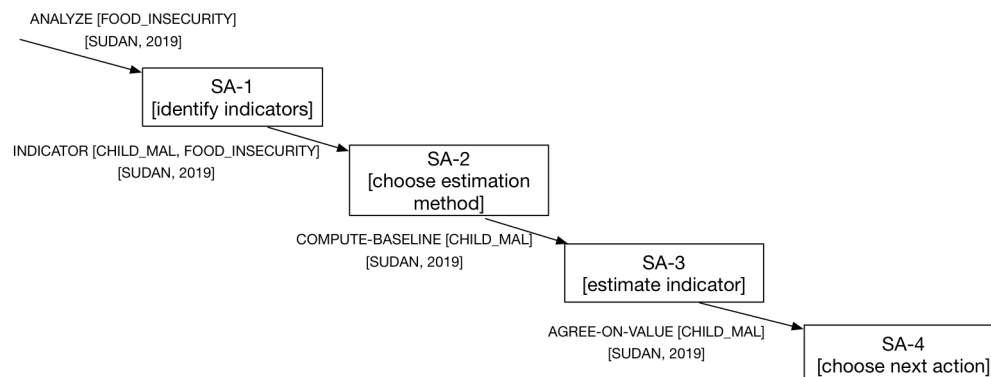 ANALYZE [FOOD_INSECURITY]
[SUDAN, 2019]
SA-1
[identify indicators]
INDICATOR [CHILD_MAL, FOOD_INSECURITY]
[SUDAN, 2019]
SA-2
[choose estimation
method]
COMPUTE-BASELINE [CHILD_MAL]
[SUDAN, 2019]
SA-3
[estimate indicator]
AGREE-ON-VALUE [CHILD_MAL]
[SUDAN, 2019]
SA-4
[choose next action]